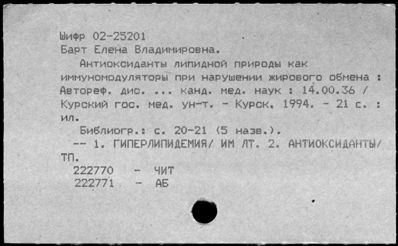 Шифр 02-25201
Барт Елена Владимировна.
Антиоксиданты липидной природы как
иммуномодуляторы при нарушении жирового обмена :
Автореф. дис. ... канд. мед. наук : 14.00.36 /
Курский гос. мед. ун-т. - Курск, 1994. - 21 с. :
ил.
Библиогр.: с. 20-21 (5 назв.).
-- 1. ГИПЕРЛИПИДЕМИЯ/ ИМ ЛТ. 2. АНТИОКСИДАНТЫ/
ТП.
222770 - ЧИТ
222771 - АБ